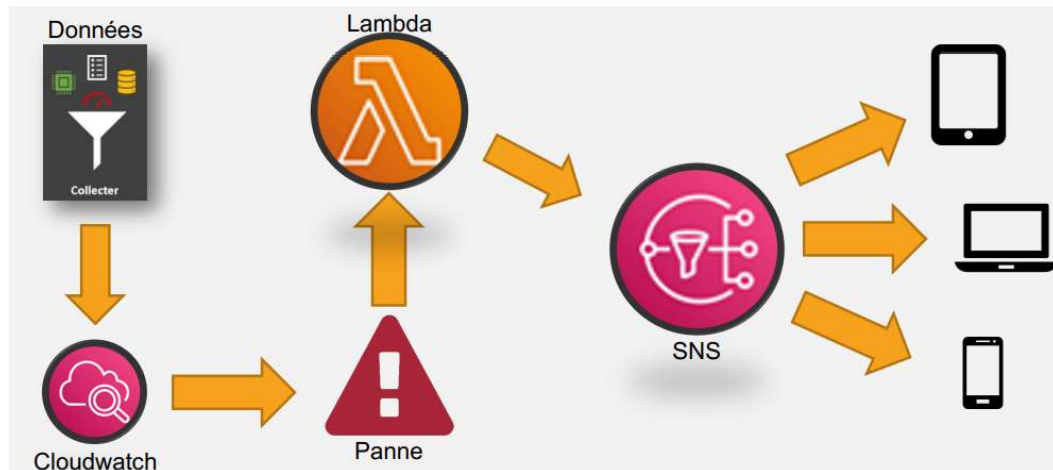 Données
Collecter
Cloudwatch
Panne
Lambda
SNS